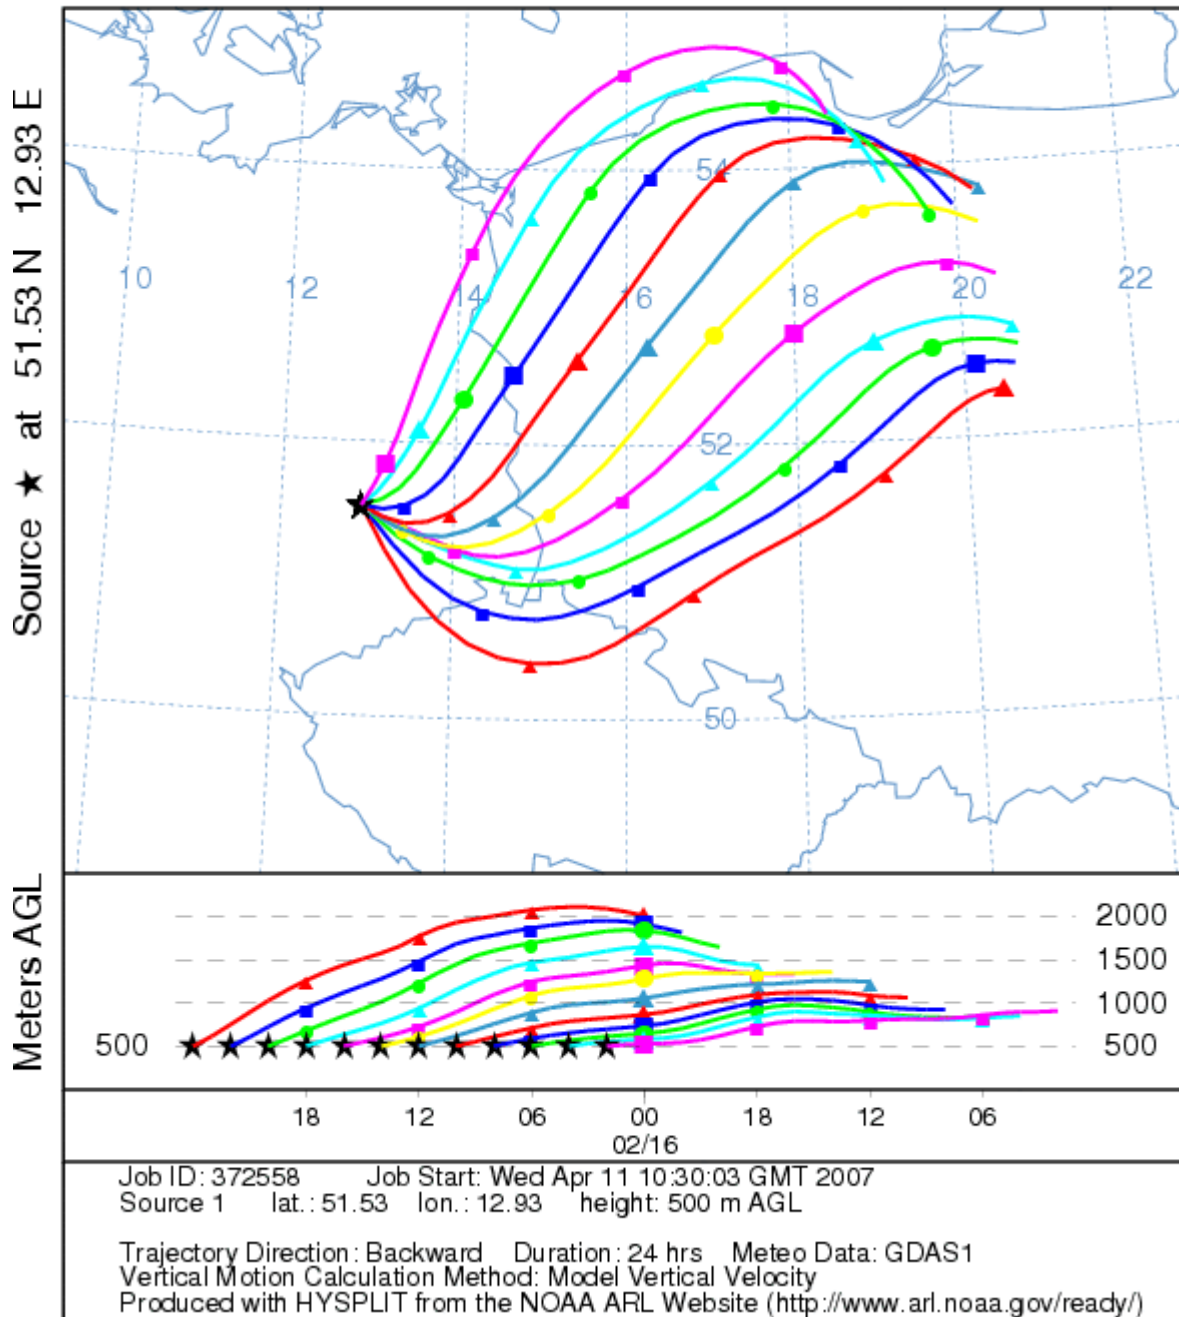 Source ★ at 51.53 N 12.93 E
54
10
12
14
16
18
20
22
52
50
Meters AGL
2000
1500
1000
500
500
18 12 06 00 18 12 06
02/16
Job ID: 372558 Job Start: Wed Apr 11 10:30:03 GMT 2007
Source 1 lat.: 51.53 lon.: 12.93 height: 500 m AGL
Trajectory Direction: Backward Duration: 24 hrs Meteo Data: GDAS1
Vertical Motion Calculation Method: Model Vertical Velocity
Produced with HYSPLIT from the NOAA ARL Website (http://www.arl.noaa.gov/ready/)